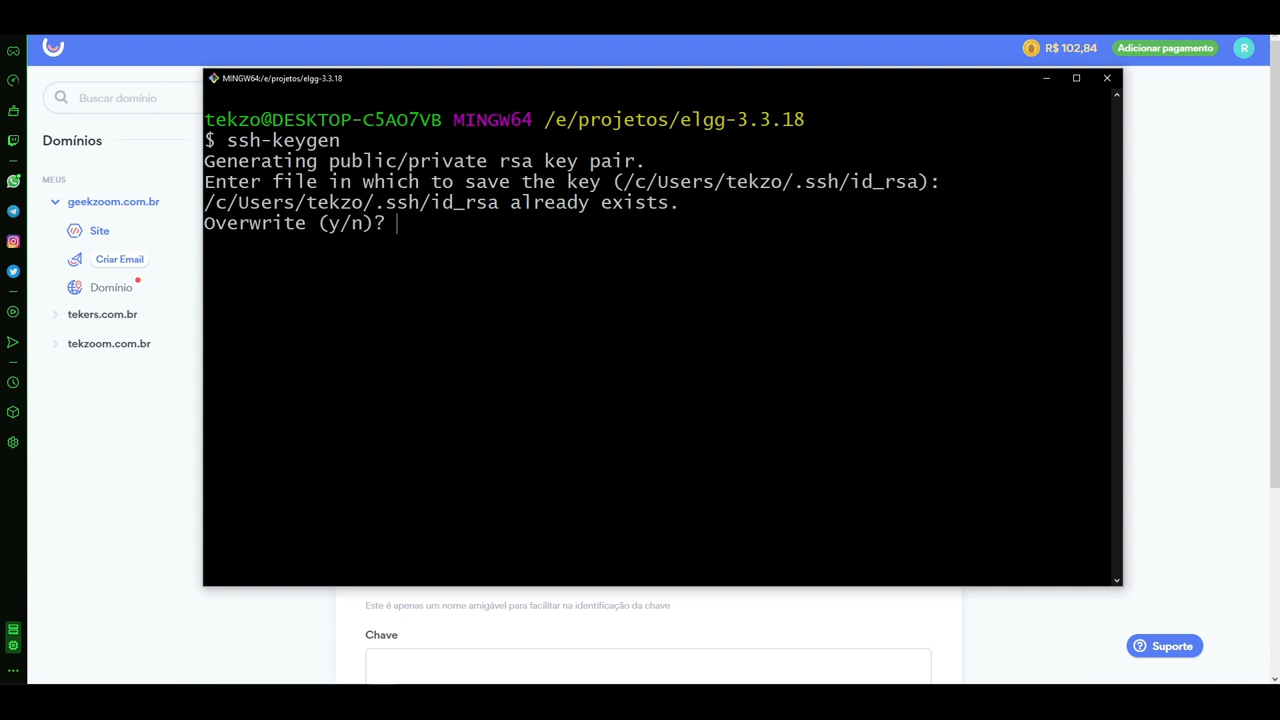 R$ 102,84
Adicionar pagamento
R
Buscar domínio
MINGW64:/e/projetos/elgg-3.3.18
tekzo@DESKTOP-C5AO7VB MINGW64 /e/projetos/elgg-3.3.18
$ ssh-keygen
Generating public/private rsa key pair.
Enter file in which to save the key (/c/Users/tekzo/.ssh/id_rsa):
/c/Users/tekzo/.ssh/id_rsa already exists.
Overwrite (y/n)?
Domínios
MEUS
geekzoom.com.br
Site
Criar Email
Domínio
tekers.com.br
tekzoom.com.br
Este é apenas um nome amigável para facilitar na identificação da chave
Chave
Suporte